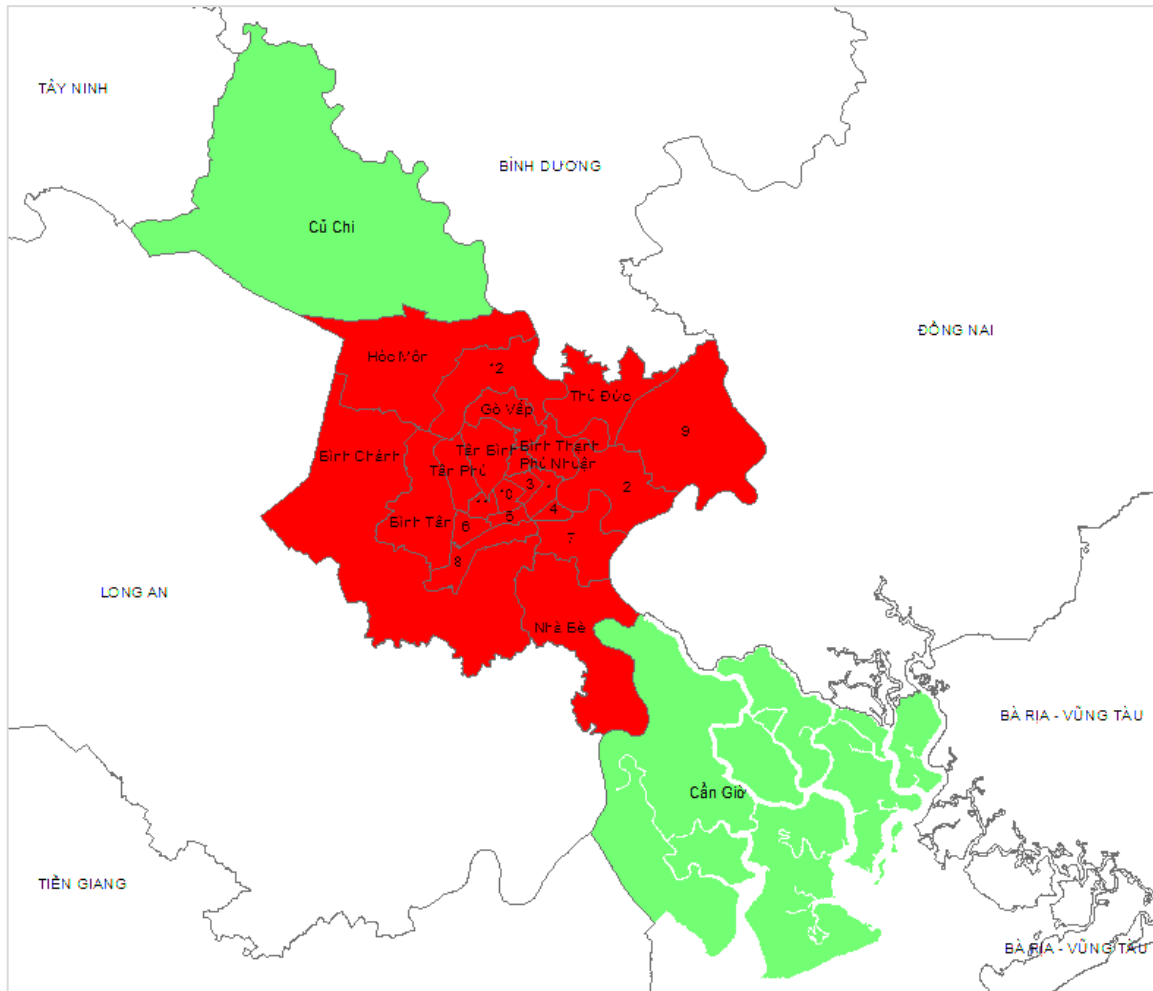 TÂY NINH
BÌNH DƯƠNG
Củ Chi
ĐỒNG NAI
Hóc Môn
12
Thủ Đức
Gò Vấp
9
Bình Chánh
Tân Bình
Bình Thạnh
Tân Phú
Phú Nhuận
3
2
10
11
4
5
Bình Tân
6
7
8
LONG AN
Nhà Bè
BÀ RỊA - VŨNG TÀU
Cần Giờ
TIỀN GIANG
BÀ RỊA - VŨNG TÀU